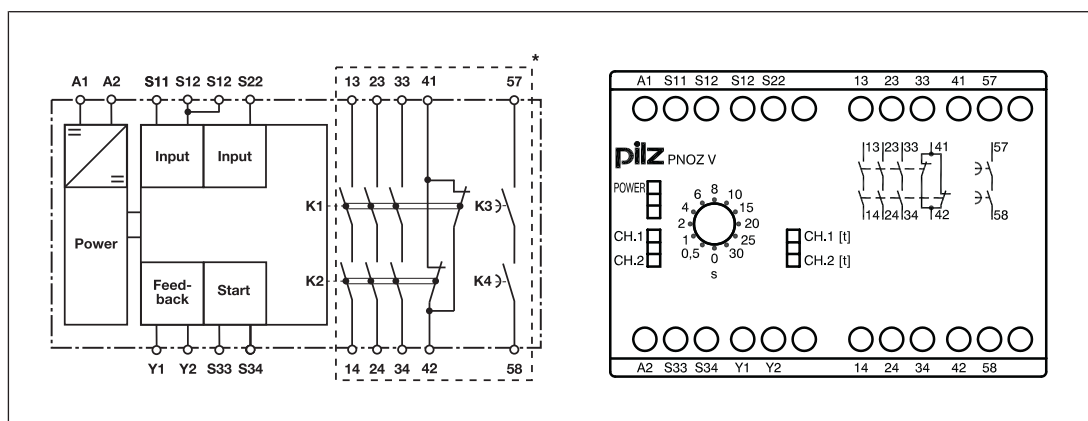 *
A1 A2 S11 S12 S12 S22 13 23 33 41 57
Input Input
K1 K3
Power
K2 K4
Feed-
back
Start
Y1 Y2 S33 S34 14 24 34 42 58
A1 S11 S12 S12 S22 13 23 33 41 57
pilz PNOZ V
13 23 33 41 57
POWER
6 8 10
4 15
2 20
1 25
0,5 0 30
s
CH.1
CH.2
CH.1 [t]
CH.2 [t]
14 24 34 42 58
A2 S33 S34 Y1 Y2 14 24 34 42 58